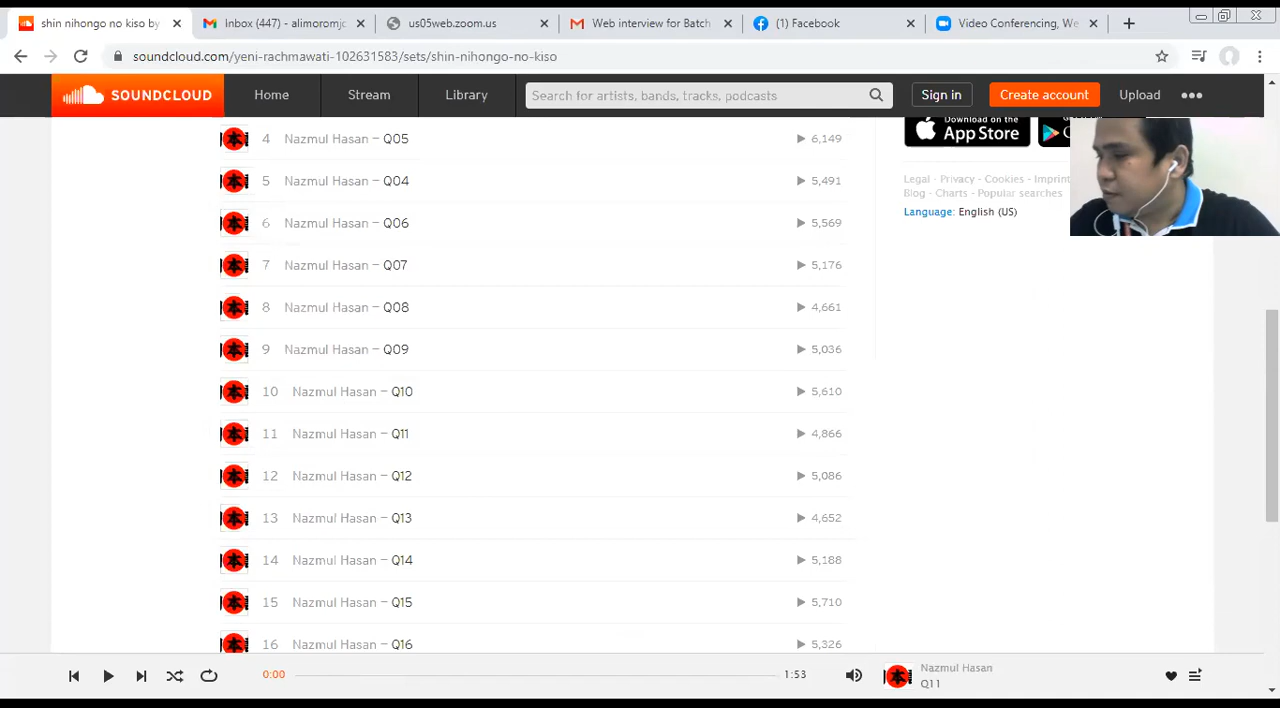 shin nihongo no kiso by
Inbox (447) - alimoromjc
us05web.zoom.us
Web interview for Batch
(1) Facebook
Video Conferencing, We
soundcloud.com/yeni-rachmawati-102631583/sets/shin-nihongo-no-kiso
SOUNDCLOUD
Home
Stream
Library
Search for artists, bands, tracks, podcasts
Sign in
Create account
Upload
4 Nazmul Hasan – Q05 6,149
5 Nazmul Hasan – Q04 5,491
6 Nazmul Hasan – Q06 5,569
7 Nazmul Hasan – Q07 5,176
8 Nazmul Hasan – Q08 4,661
9 Nazmul Hasan – Q09 5,036
10 Nazmul Hasan – Q10 5,610
11 Nazmul Hasan – Q11 4,866
12 Nazmul Hasan – Q12 5,086
13 Nazmul Hasan – Q13 4,652
14 Nazmul Hasan – Q14 5,188
15 Nazmul Hasan – Q15 5,710
16 Nazmul Hasan – Q16 5,326
Download on the
App Store
Legal - Privacy - Cookies - Imprint
Blog - Charts - Popular searches
Language: English (US)
0:00
1:53
Nazmul Hasan
Q11